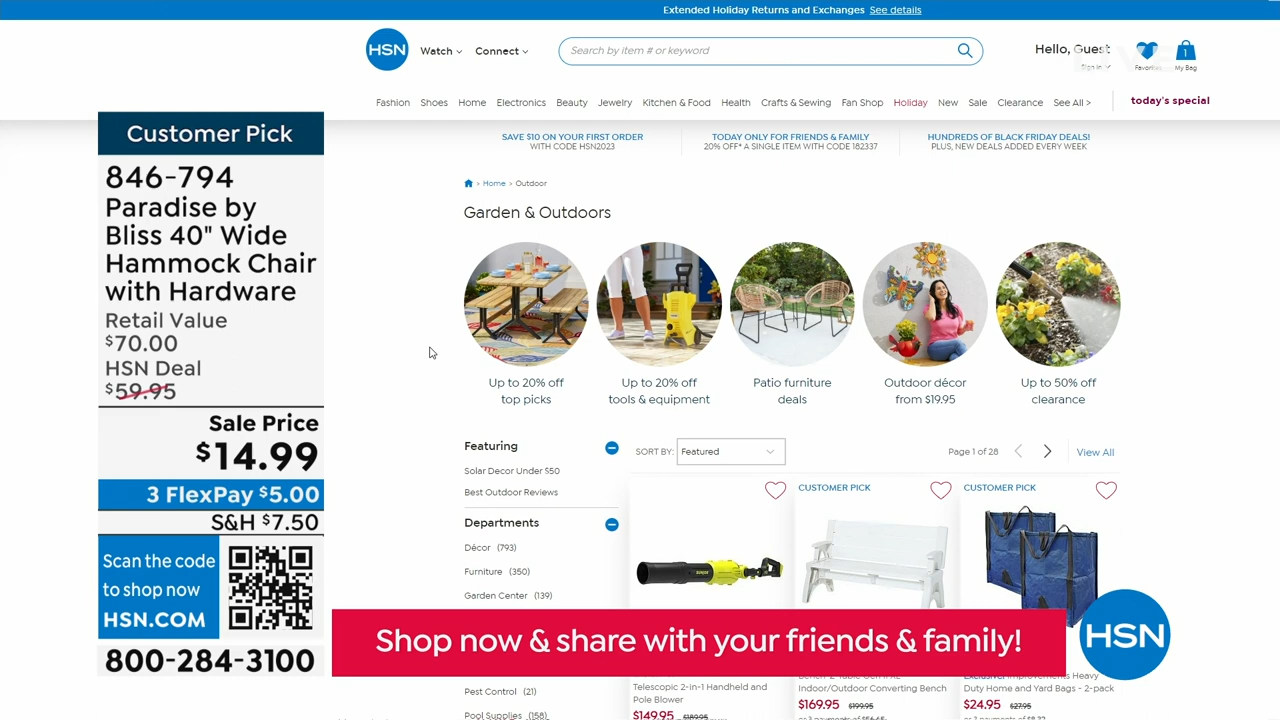 Extended Holiday Returns and Exchanges See details
HSN
Watch
Connect
Search by item # or keyword
Hello, Guest
Sign In
Favorites
1
My Bag
Fashion Shoes Home Electronics Beauty Jewelry Kitchen & Food Health Crafts & Sewing Fan Shop Holiday New Sale Clearance See All >
today's special
SAVE $10 ON YOUR FIRST ORDER
WITH CODE HSN2023
TODAY ONLY FOR FRIENDS & FAMILY
20% OFF* A SINGLE ITEM WITH CODE 182337
HUNDREDS OF BLACK FRIDAY DEALS!
PLUS, NEW DEALS ADDED EVERY WEEK
Customer Pick
846-794
Paradise by
Bliss 40" Wide
Hammock Chair
with Hardware
Retail Value
$70.00
HSN Deal
$59.95
Sale Price
$14.99
3 FlexPay $5.00
S&H $7.50
Scan the code
to shop now
HSN.COM
800-284-3100
> Home > Outdoor
Garden & Outdoors
Up to 20% off
top picks
Up to 20% off
tools & equipment
Patio furniture
deals
Outdoor décor
from $19.95
Up to 50% off
clearance
Featuring
Solar Decor Under $50
Best Outdoor Reviews
Departments
Décor (793)
Furniture (350)
Garden Center (139)
Pest Control (21)
Pool Supplies (158)
SORT BY: Featured
Page 1 of 28
View All
CUSTOMER PICK
CUSTOMER PICK
Telescopic 2-in-1 Handheld and
Pole Blower
$149.95 $189.95
Indoor/Outdoor Converting Bench
$169.95 $199.95
Improvements Heavy
Duty Home and Yard Bags - 2-pack
$24.95 $27.95
Shop now & share with your friends & family!
HSN